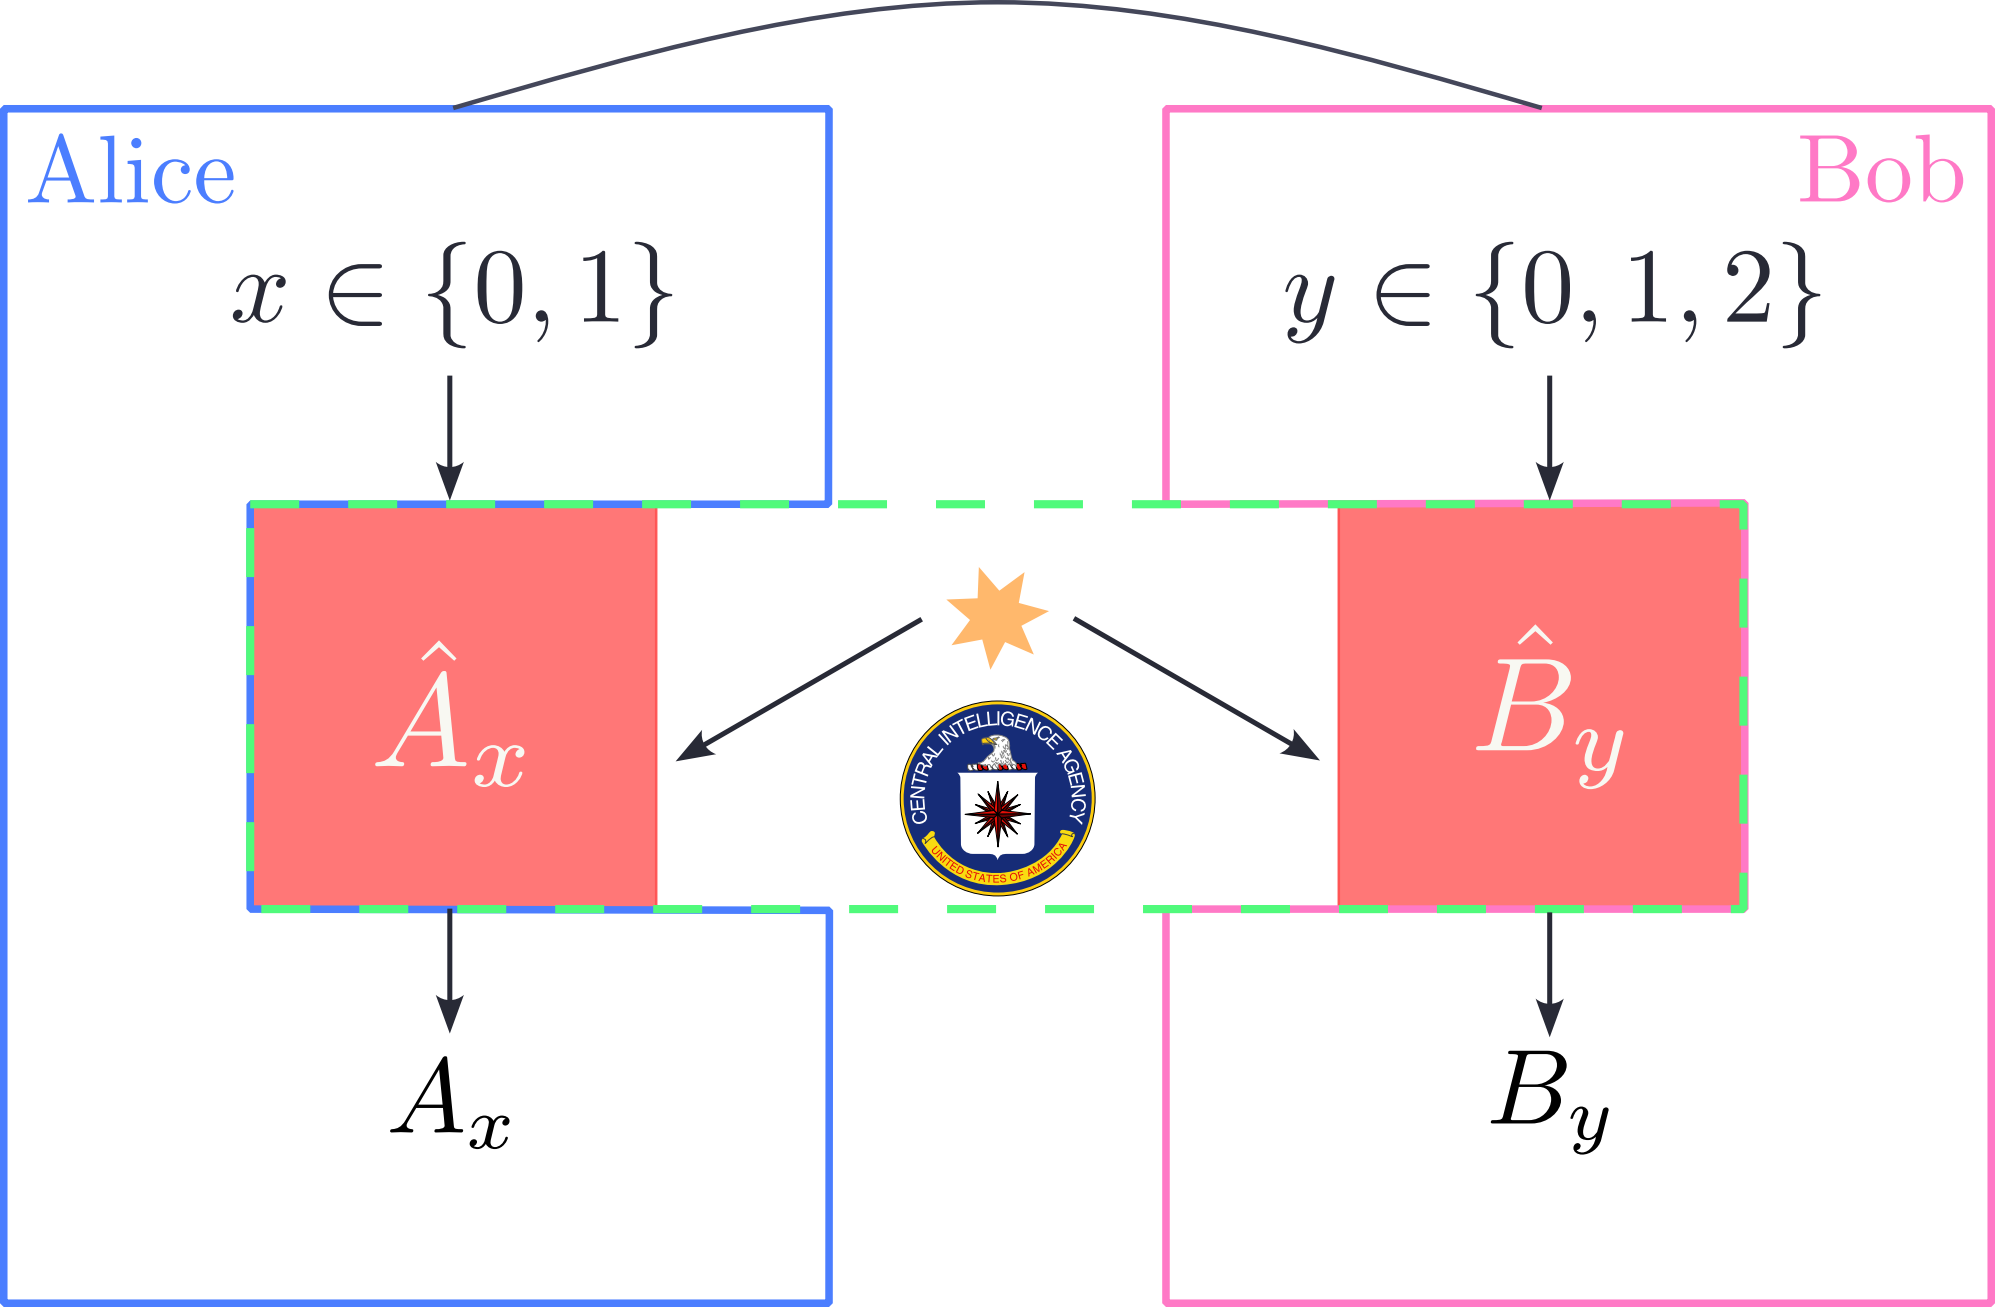 Alice
Bob
x ∈ {0, 1}
y ∈ {0, 1, 2}
Â_x
B̂_y
CENTRAL INTELLIGENCE AGENCY
UNITED STATES OF AMERICA
A_x
B_y